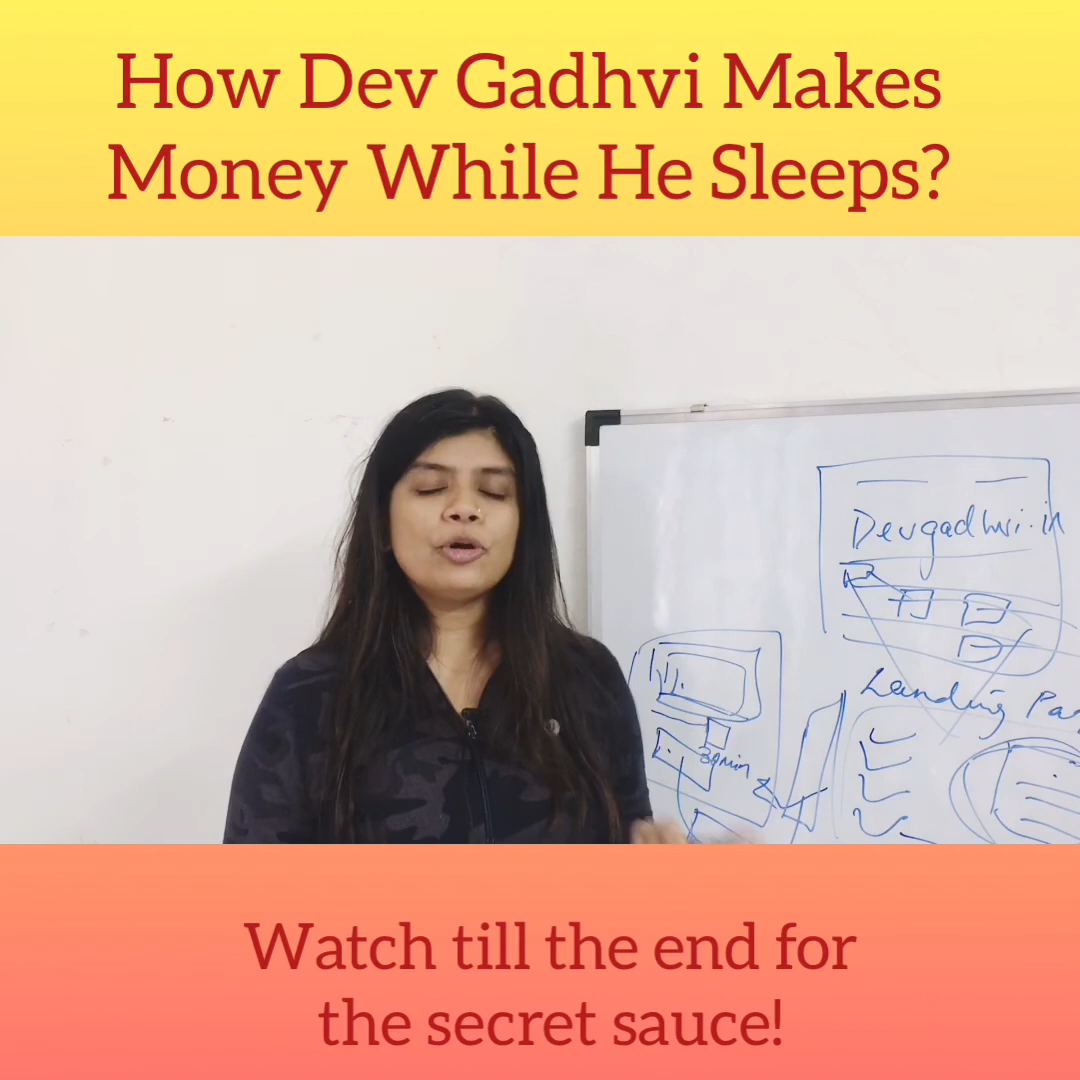 How Dev Gadhvi Makes
Money While He Sleeps?
Devgadhvi.in
Landing
30min
Watch till the end for
the secret sauce!